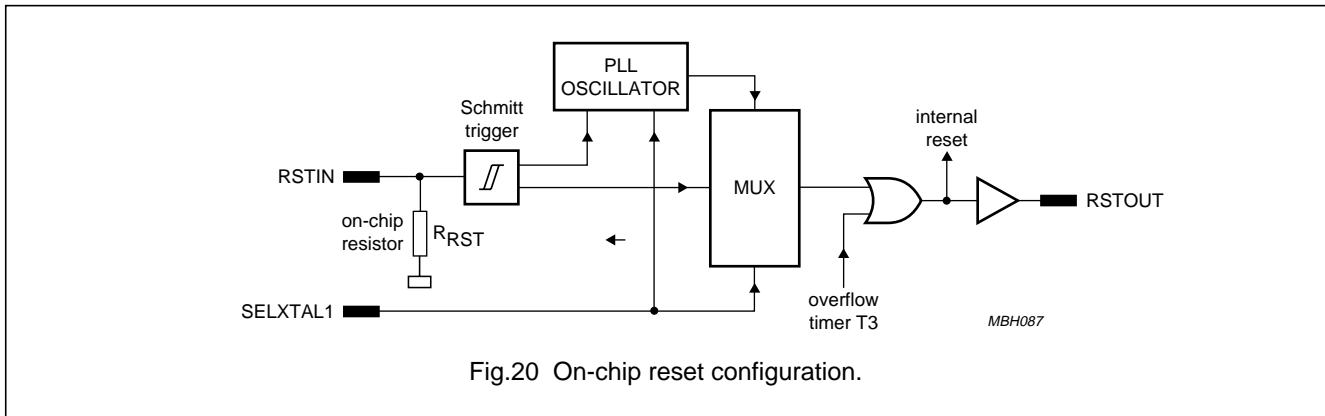 PLL
OSCILLATOR
Schmitt
trigger
internal
reset
RSTIN
MUX
RSTOUT
on-chip
resistor
RRST
SELXTAL1
overflow
timer T3
MBH087
Fig.20 On-chip reset configuration.